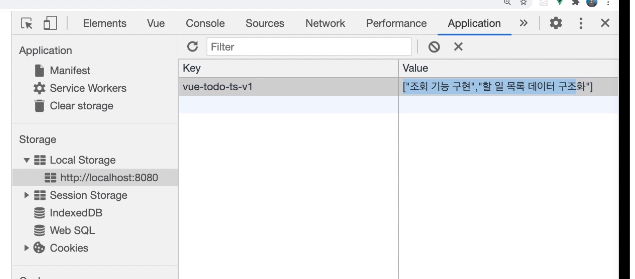 Elements Vue Console Sources Network Performance Application »
Application
Manifest
Service Workers
Clear storage
Storage
Local Storage
http://localhost:8080
Session Storage
IndexedDB
Web SQL
Cookies
Filter
Key Value
vue-todo-ts-v1 ["조회 기능 구현","할 일 목록 데이터 구조화"]